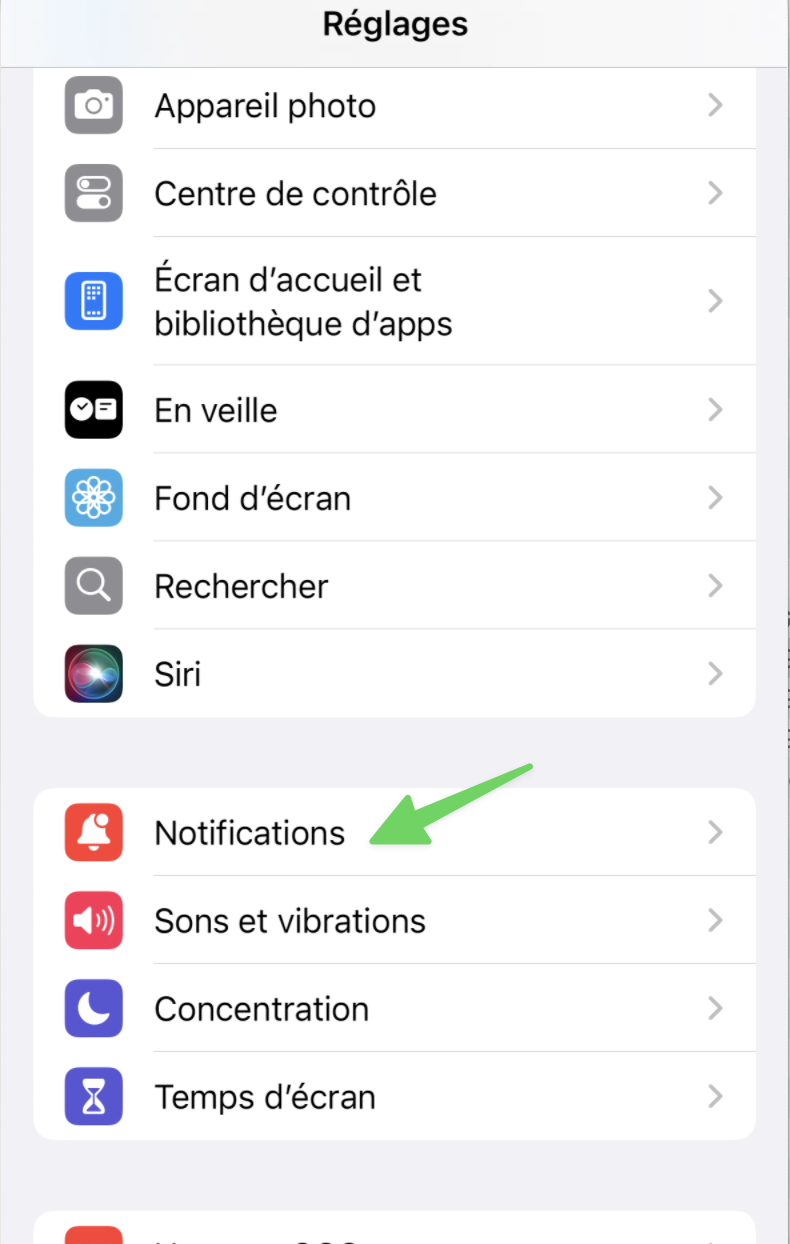 Réglages
Appareil photo
Centre de contrôle
Écran d’accueil et
bibliothèque d’apps
En veille
Fond d’écran
Rechercher
Siri
Notifications
Sons et vibrations
Concentration
Temps d’écran